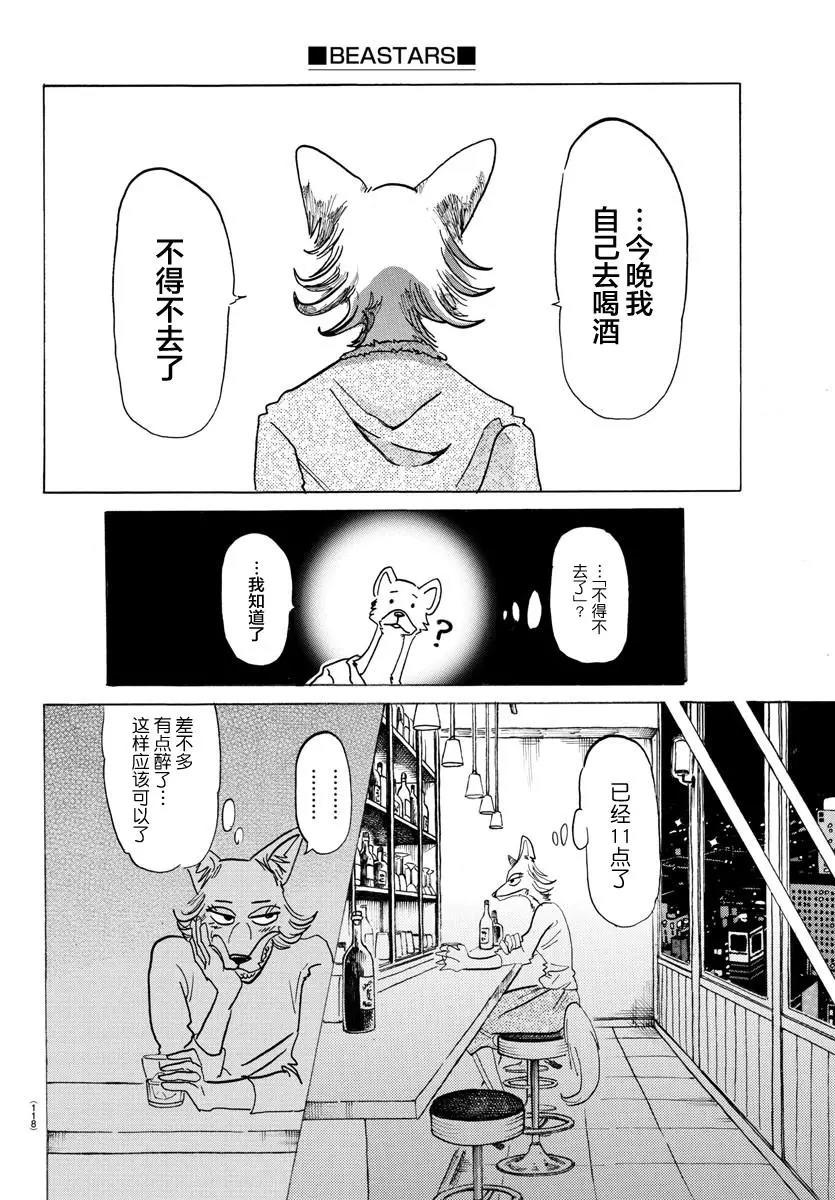 ■BEASTARS■
…今晚我
自己去喝酒
不得不去了
…「不得不
去了」?
?
…我知道
了
已经11点
了
………
………
差不多
有点醉了…
这样应该可以了
(118)